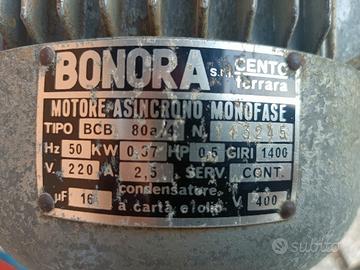 BONORA s.r.l. CENTO
ferrara
MOTORE ASINCRONO MONOFASE
TIPO BCB 80a/4 N. 143245
Hz 50 KW 0,37 HP 0,5 GIRI 1400
V. 220 A. 2,5 SERV. CONT.
condensatore
µF 16 a carta e olio V. 400
subito